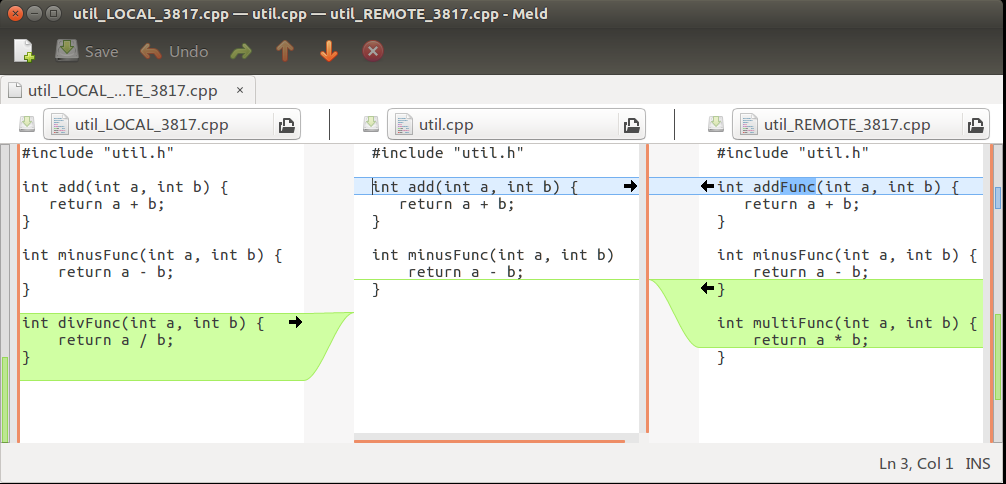 util_LOCAL_3817.cpp — util.cpp — util_REMOTE_3817.cpp - Meld
Save Undo
util_LOCAL_...TE_3817.cpp ×
util_LOCAL_3817.cpp
#include "util.h"

int add(int a, int b) {
   return a + b;
}

int minusFunc(int a, int b) {
    return a - b;
}

int divFunc(int a, int b) {
    return a / b;
}
util.cpp
#include "util.h"

int add(int a, int b) {
   return a + b;
}

int minusFunc(int a, int b)
    return a - b;
}
util_REMOTE_3817.cpp
#include "util.h"

int addFunc(int a, int b) {
   return a + b;
}

int minusFunc(int a, int b) {
    return a - b;
}

int multiFunc(int a, int b) {
    return a * b;
}
Ln 3, Col 1 INS